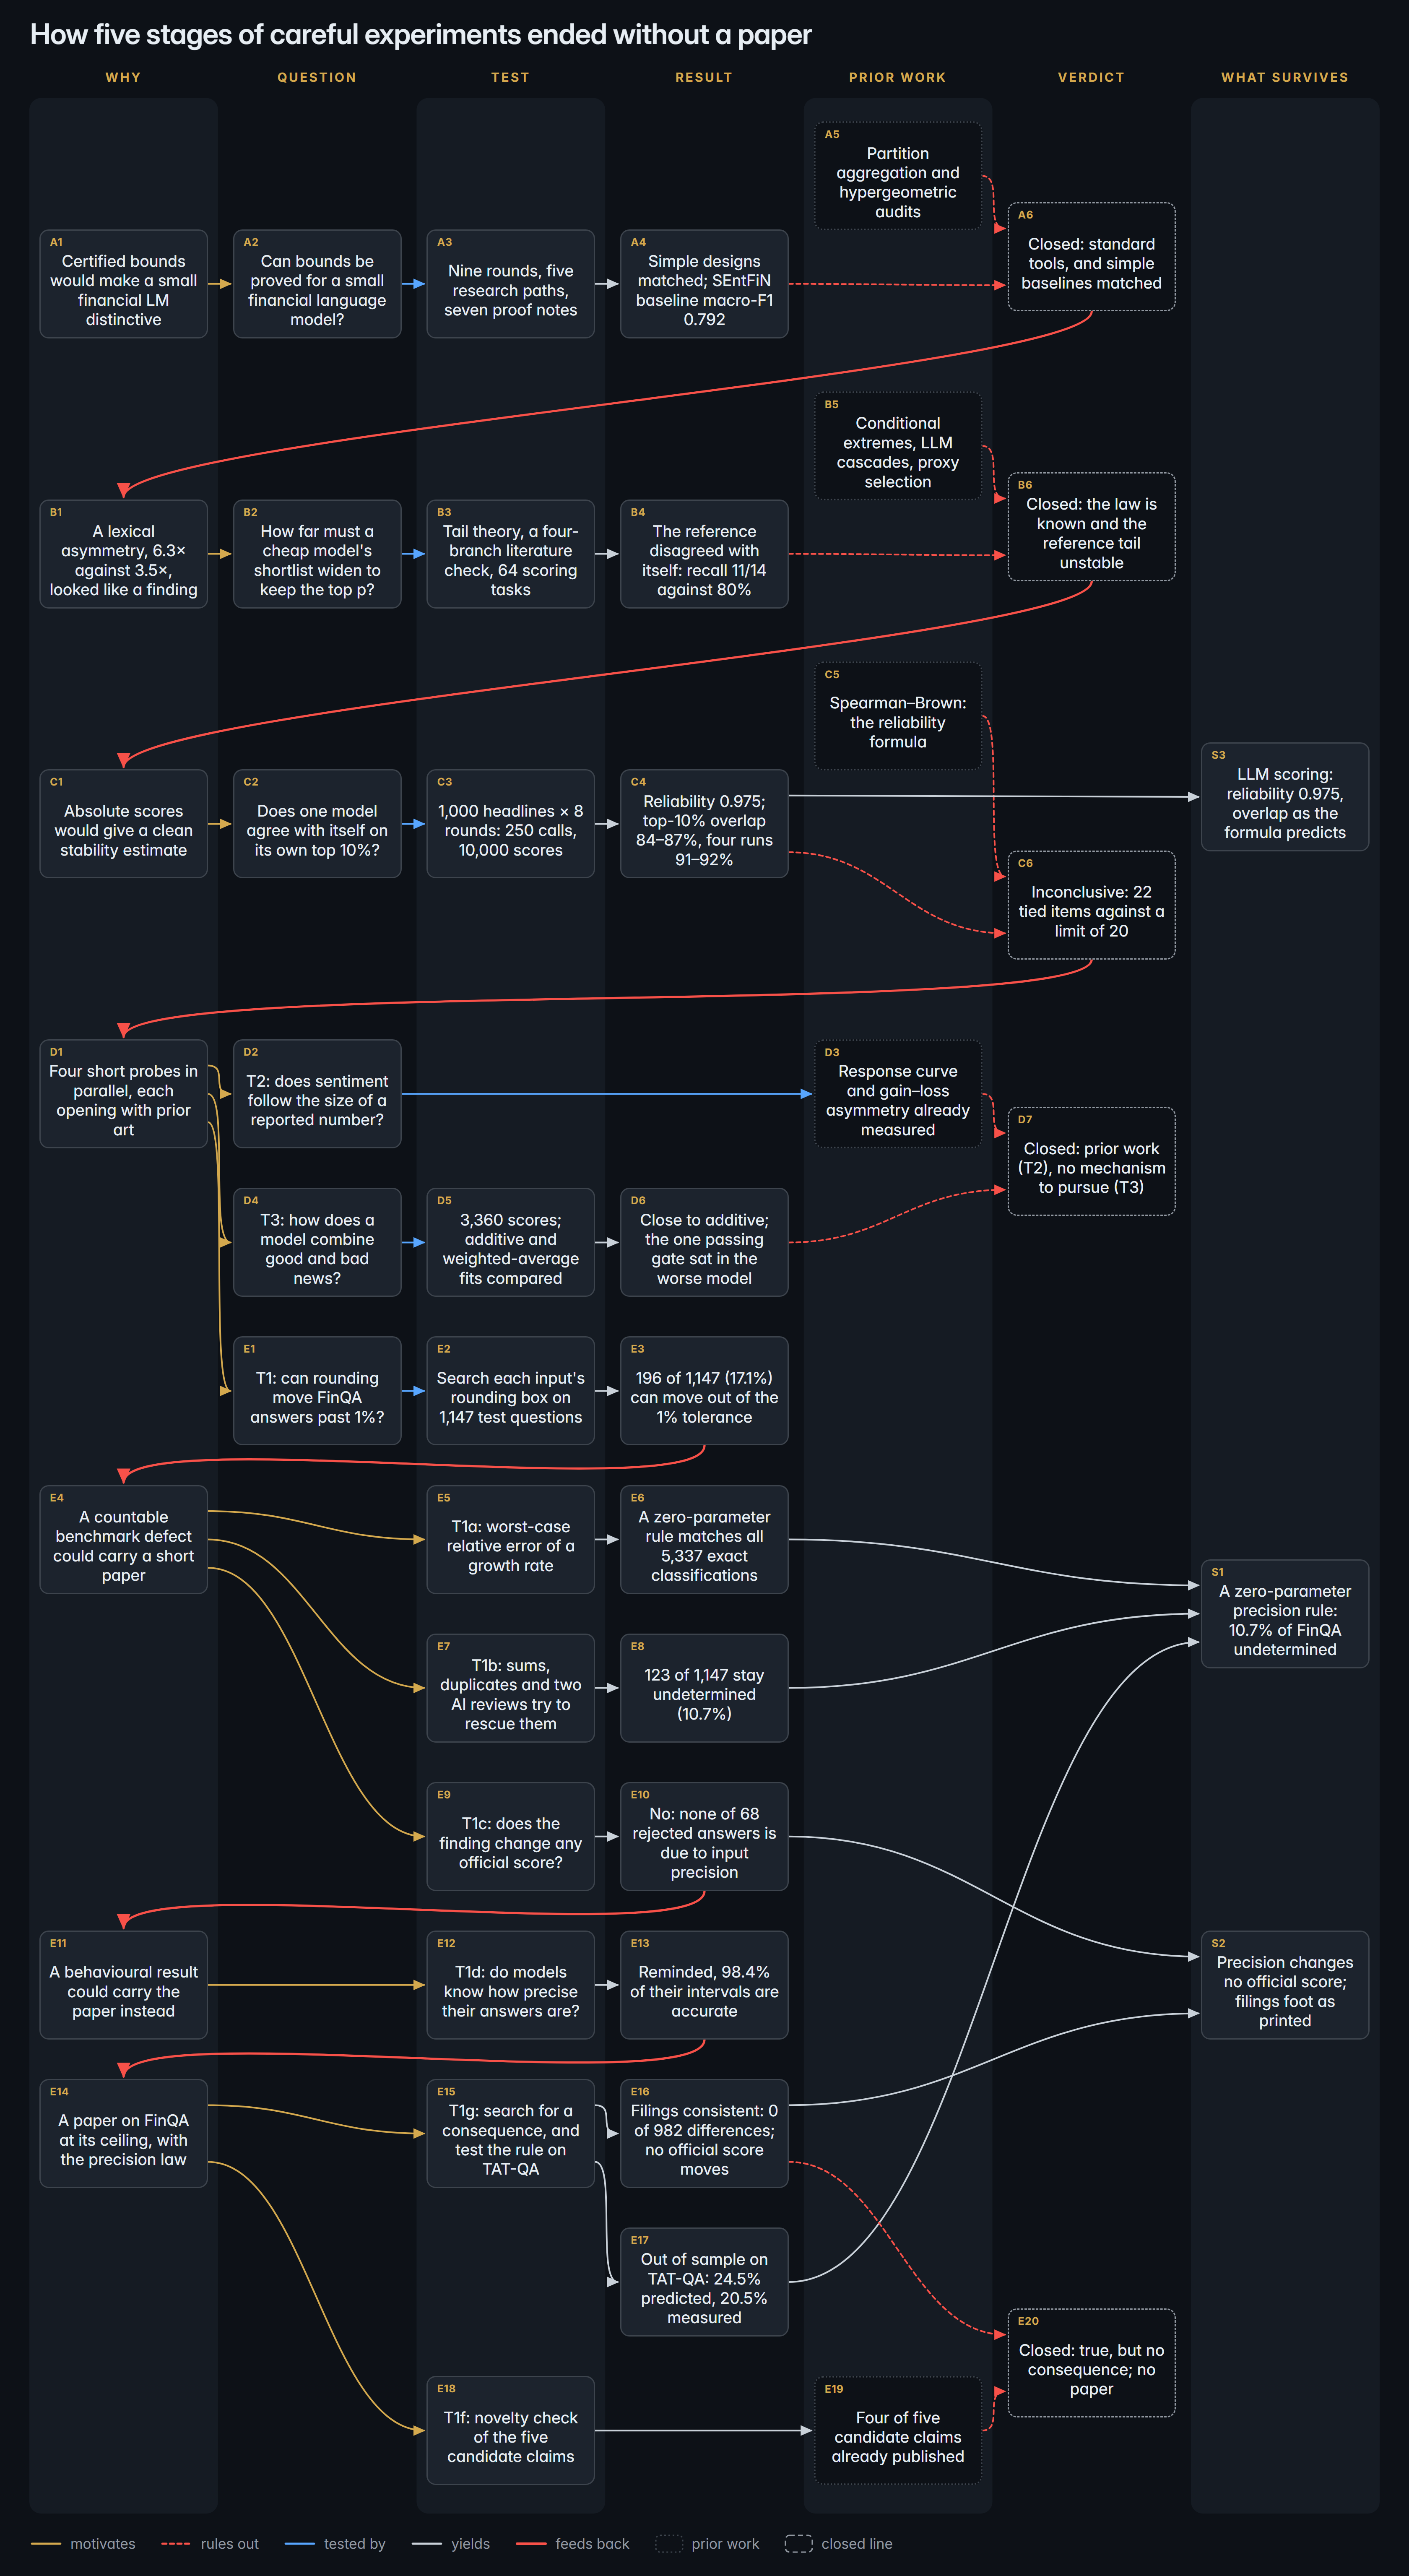 How five stages of careful experiments ended without a paper
WHY
QUESTION
TEST
RESULT
PRIOR WORK
VERDICT
WHAT SURVIVES
A5
Partition
aggregation and
hypergeometric
audits
A6
Closed: standard
tools, and simple
baselines matched
A1
Certified bounds
would make a small
financial LM
distinctive
A2
Can bounds be
proved for a small
financial language
model?
A3
Nine rounds, five
research paths,
seven proof notes
A4
Simple designs
matched; SEntFiN
baseline macro-F1
0.792
B5
Conditional
extremes, LLM
cascades, proxy
selection
B6
Closed: the law is
known and the
reference tail
unstable
B1
A lexical
asymmetry, 6.3×
against 3.5×,
looked like a finding
B2
How far must a
cheap model's
shortlist widen to
keep the top p?
B3
Tail theory, a four-
branch literature
check, 64 scoring
tasks
B4
The reference
disagreed with
itself: recall 11/14
against 80%
C5
Spearman–Brown:
the reliability
formula
S3
LLM scoring:
reliability 0.975,
overlap as the
formula predicts
C1
Absolute scores
would give a clean
stability estimate
C2
Does one model
agree with itself on
its own top 10%?
C3
1,000 headlines × 8
rounds: 250 calls,
10,000 scores
C4
Reliability 0.975;
top-10% overlap
84–87%, four runs
91–92%
C6
Inconclusive: 22
tied items against a
limit of 20
D1
Four short probes in
parallel, each
opening with prior
art
D2
T2: does sentiment
follow the size of a
reported number?
D3
Response curve
and gain–loss
asymmetry already
measured
D7
Closed: prior work
(T2), no mechanism
to pursue (T3)
D4
T3: how does a
model combine
good and bad
news?
D5
3,360 scores;
additive and
weighted-average
fits compared
D6
Close to additive;
the one passing
gate sat in the
worse model
E1
T1: can rounding
move FinQA
answers past 1%?
E2
Search each input's
rounding box on
1,147 test questions
E3
196 of 1,147 (17.1%)
can move out of the
1% tolerance
E4
A countable
benchmark defect
could carry a short
paper
E5
T1a: worst-case
relative error of a
growth rate
E6
A zero-parameter
rule matches all
5,337 exact
classifications
S1
A zero-parameter
precision rule:
10.7% of FinQA
undetermined
E7
T1b: sums,
duplicates and two
AI reviews try to
rescue them
E8
123 of 1,147 stay
undetermined
(10.7%)
E9
T1c: does the
finding change any
official score?
E10
No: none of 68
rejected answers is
due to input
precision
E11
A behavioural result
could carry the
paper instead
E12
T1d: do models
know how precise
their answers are?
E13
Reminded, 98.4%
of their intervals are
accurate
S2
Precision changes
no official score;
filings foot as
printed
E14
A paper on FinQA
at its ceiling, with
the precision law
E15
T1g: search for a
consequence, and
test the rule on
TAT-QA
E16
Filings consistent: 0
of 982 differences;
no official score
moves
E17
Out of sample on
TAT-QA: 24.5%
predicted, 20.5%
measured
E20
Closed: true, but no
consequence; no
paper
E18
T1f: novelty check
of the five
candidate claims
E19
Four of five
candidate claims
already published
motivates
rules out
tested by
yields
feeds back
prior work
closed line